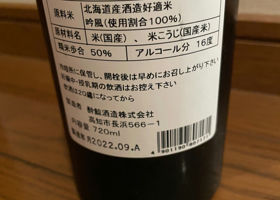 原料米 北海道産酒造好適米
吟風(使用割合100%)
原材料名 米(国産)、米こうじ(国産米)
精米歩合 50% アルコール分 16度
冷暗所に保管し、開栓後は早めにお召し上がり下さい
妊娠中・授乳期の飲酒はお控え下さい
飲酒は20歳になってから
酔鯨酒造株式会社
高知市長浜566-1
720ml
製造年月2022.09.A